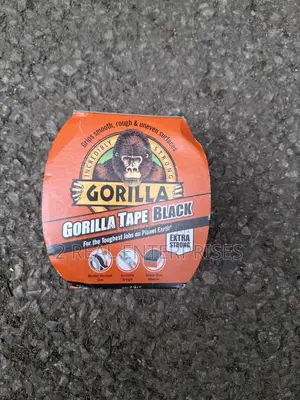 Grips smooth, rough & uneven surfaces
INCREDIBLY STRONG
GORILLA
GORILLA TAPE BLACK
For the Toughest Jobs on Planet Earth
EXTRA
STRONG
ENTERPRISES